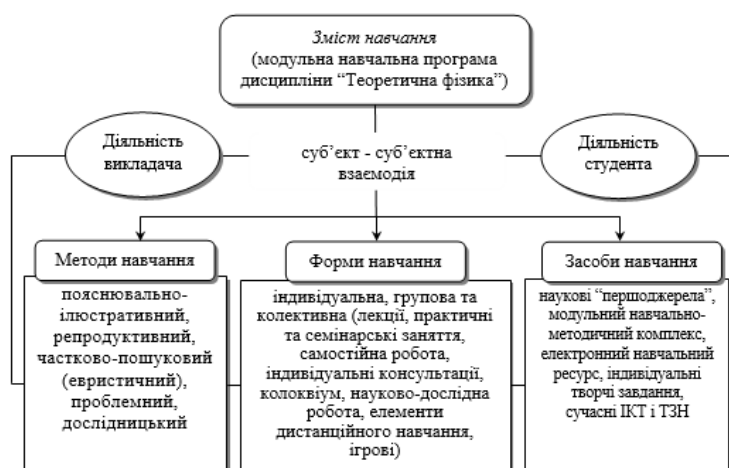 Зміст навчання
(модульна навчальна програма
дисципліни “Теоретична фізика”)
Діяльність
викладача
суб’єкт - суб’єктна
взаємодія
Діяльність
студента
Методи навчання
пояснювально-
ілюстративний,
репродуктивний,
частково-пошуковий
(евристичний),
проблемний,
дослідницький
Форми навчання
індивідуальна, групова та
колективна (лекції, практичні
та семінарські заняття,
самостійна робота,
індивідуальні консультації,
колоквіум, науково-дослідна
робота, елементи
дистанційного навчання,
ігрові)
Засоби навчання
наукові “першоджерела”,
модульний навчально-
методичний комплекс,
електронний навчальний
ресурс, індивідуальні
творчі завдання,
сучасні ІКТ і ТЗН